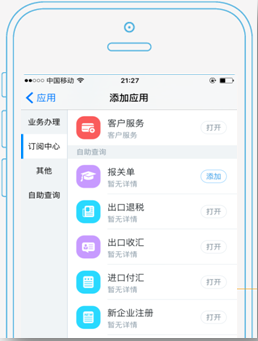 中国移动 21:27
应用 添加应用
业务办理
订阅中心
其他
自助查询
客户服务
客户服务
打开
自助查询
报关单
暂无详情
添加
出口退税
暂无详情
打开
出口收汇
暂无详情
打开
进口付汇
暂无详情
打开
新企业注册
暂无详情
打开